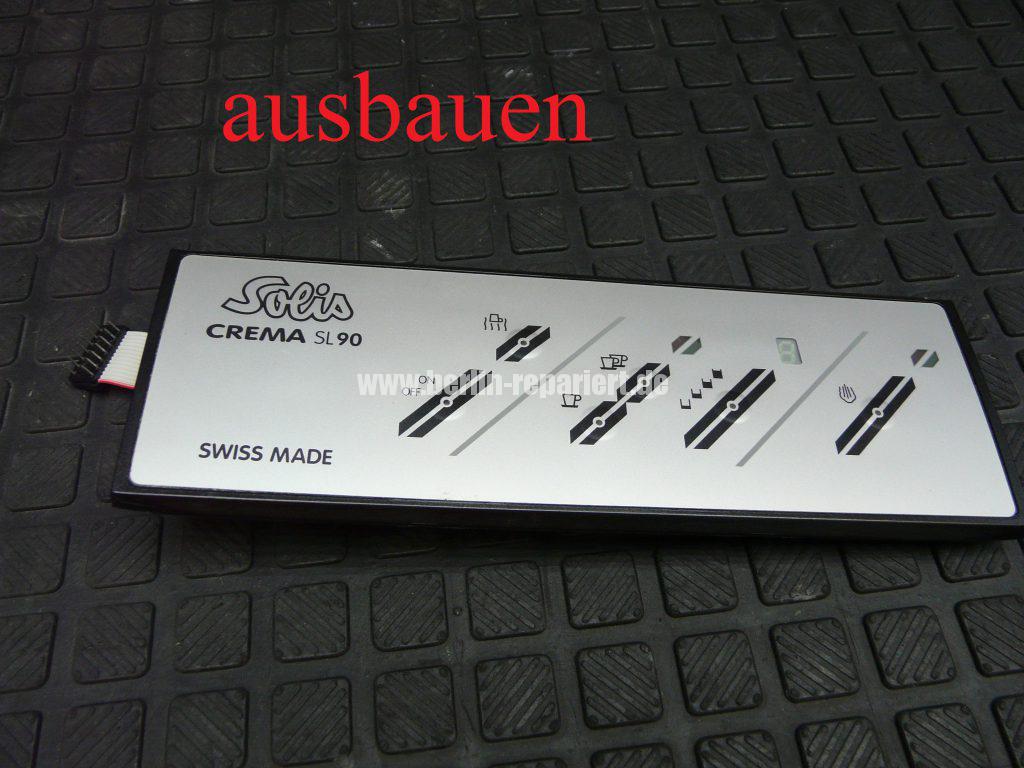 ausbauen
Solis
CREMA SL90
ON
OFF
www.berlin-repariert.de
SWISS MADE